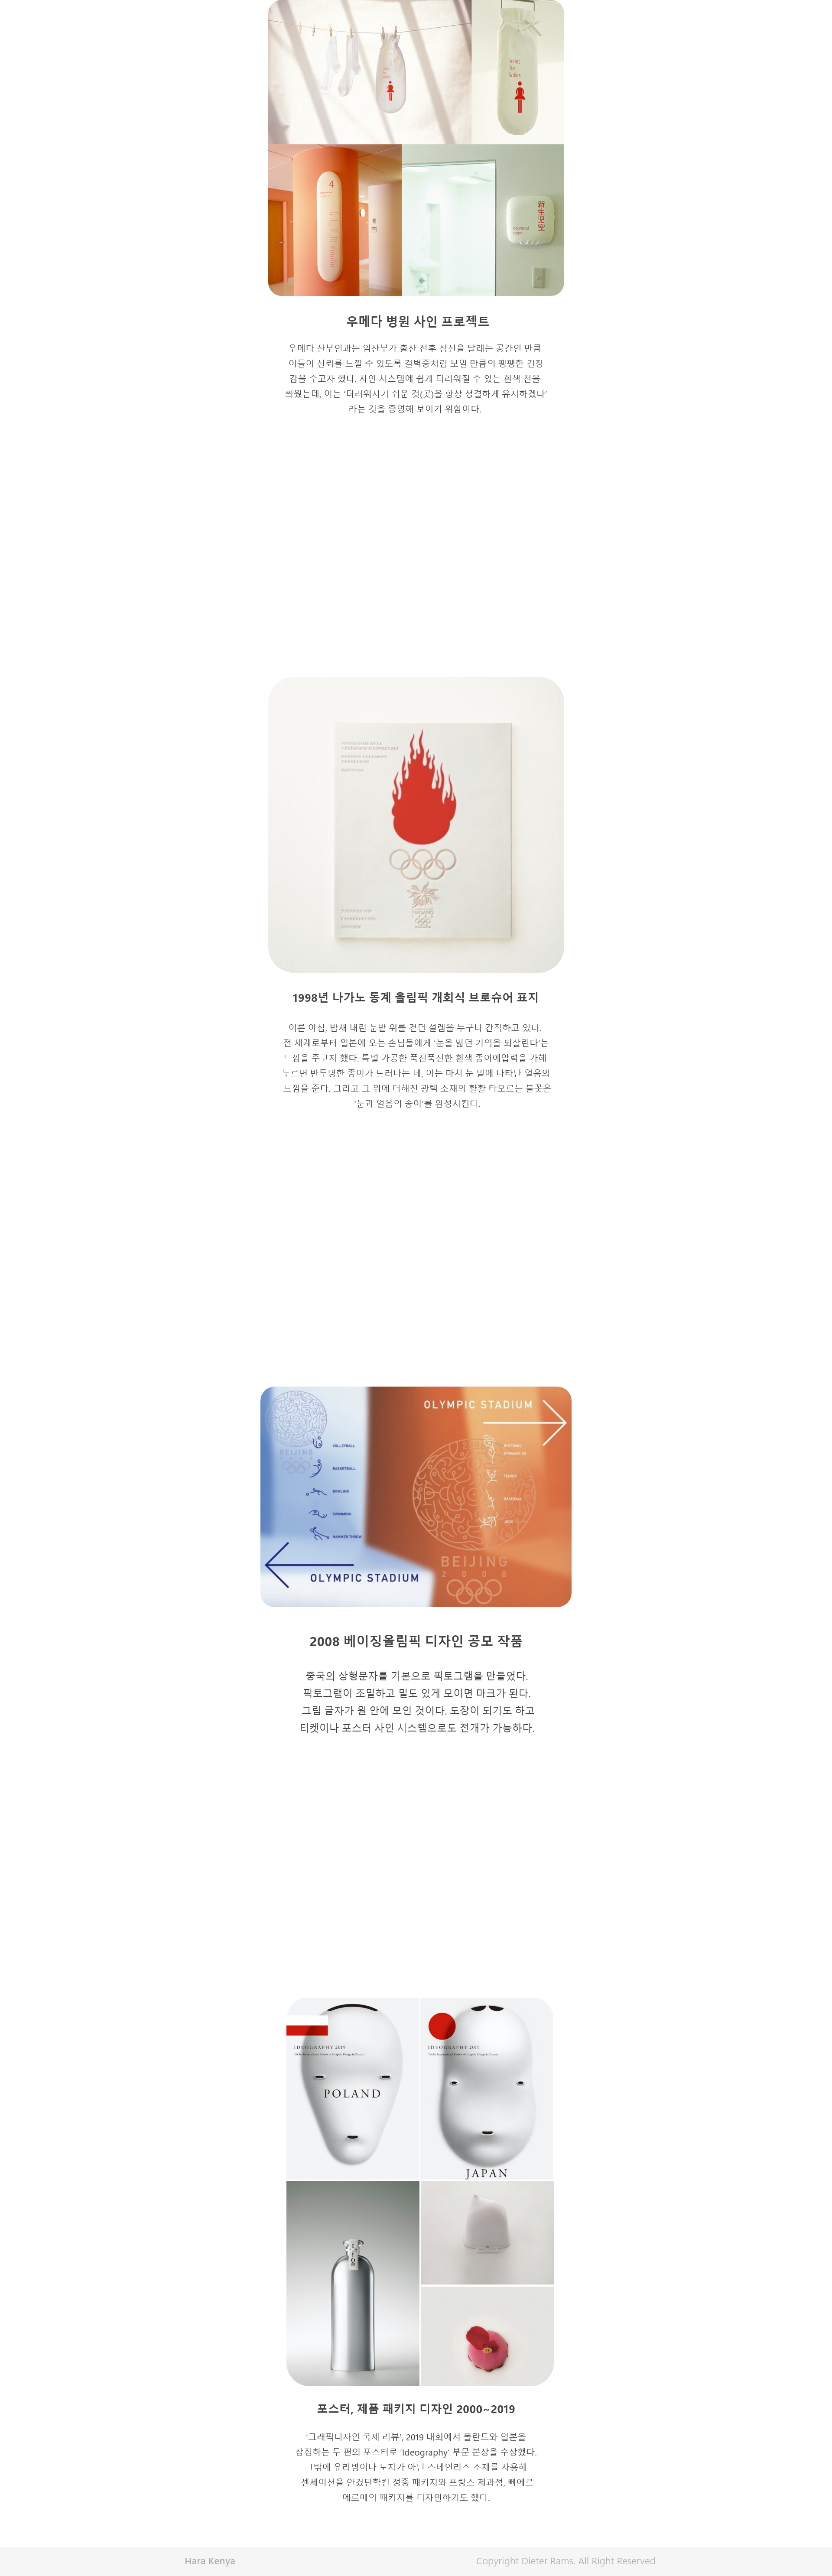 for
ladies
4
新生児室
우메다 병원 사인 프로젝트
우메다 산부인과는 임산부가 출산 전후 심신을 달래는 공간인 만큼
이들이 신뢰를 느낄 수 있도록 결벽증처럼 보일 만큼의 팽팽한 긴장
감을 주고자 했다. 사인 시스템에 쉽게 더러워질 수 있는 흰색 천을
씌웠는데, 이는 ‘더러워지기 쉬운 것(곳)을 항상 청결하게 유지하겠다’
라는 것을 증명해 보이기 위함이다.
1998년 나가노 동계 올림픽 개회식 브로슈어 표지
이른 아침, 밤새 내린 눈밭 위를 걷던 설렘을 누구나 간직하고 있다.
전 세계로부터 일본에 오는 손님들에게 ‘눈을 밟던 기억을 되살린다’는
느낌을 주고자 했다. 특별 가공한 푹신푹신한 흰색 종이에압력을 가해
누르면 반투명한 종이가 드러나는 데, 이는 마치 눈 밑에 나타난 얼음의
느낌을 준다. 그리고 그 위에 더해진 광택 소재의 활활 타오르는 불꽃은
‘눈과 얼음의 종이’를 완성시킨다.
OLYMPIC STADIUM
BEIJING
VOLLEYBALL
BASKETBALL
BOWLING
SWIMMING
HAMMER THROW
TENNIS
BASEBALL
OLYMPIC STADIUM
BEIJING
2008
2008 베이징올림픽 디자인 공모 작품
중국의 상형문자를 기본으로 픽토그램을 만들었다.
픽토그램이 조밀하고 밀도 있게 모이면 마크가 된다.
그림 글자가 원 안에 모인 것이다. 도장이 되기도 하고
티켓이나 포스터 사인 시스템으로도 전개가 가능하다.
IDEOGRAPHY 2019
POLAND
IDEOGRAPHY 2019
JAPAN
포스터, 제품 패키지 디자인 2000~2019
‘그래픽디자인 국제 리뷰’, 2019 대회에서 폴란드와 일본을
상징하는 두 편의 포스터로 ‘Ideography’ 부문 본상을 수상했다.
그밖에 유리병이나 도자가 아닌 스테인리스 소재를 사용해
센세이션을 안겼던학킨 정종 패키지와 프랑스 제과점, 삐에르
에르메의 패키지를 디자인하기도 했다.
Hara Kenya
Copyright Dieter Rams. All Right Reserved